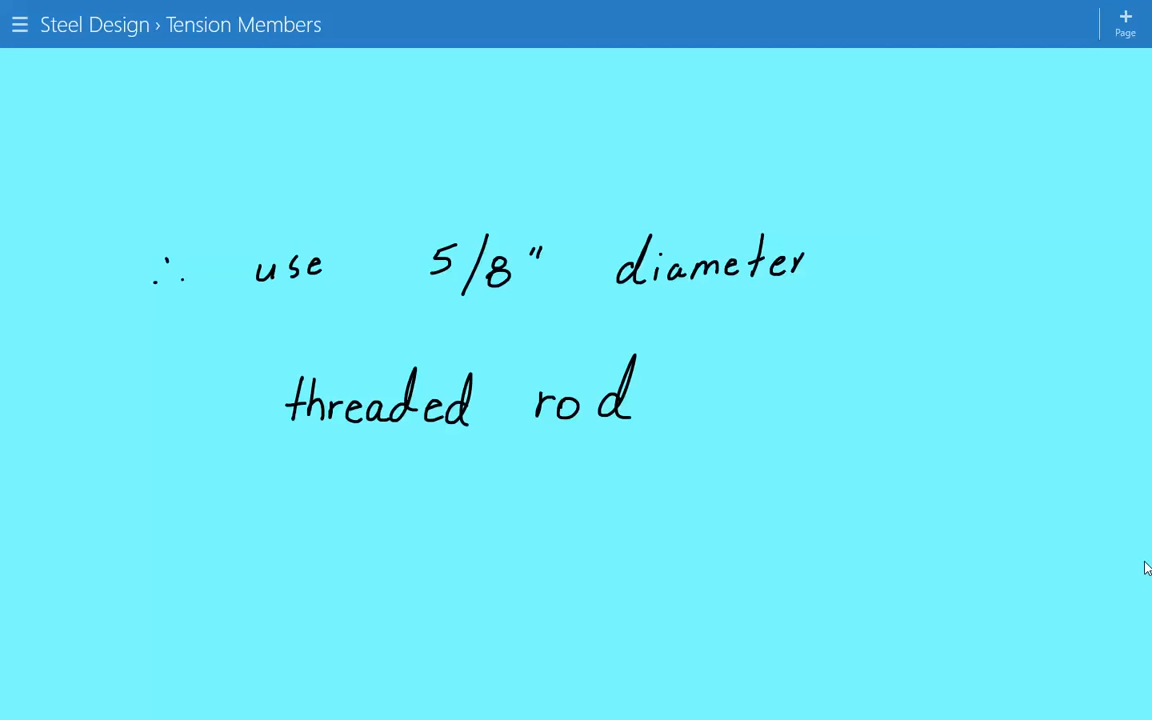 Steel Design › Tension Members
Page
∴ use 5/8" diameter
threaded rod